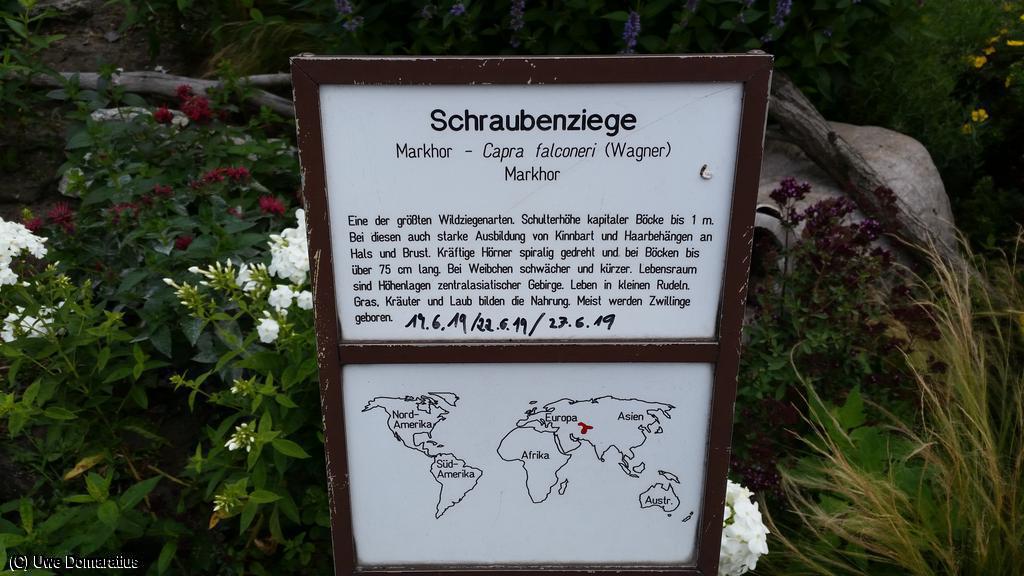 Schraubenziege
Markhor - Capra falconeri (Wagner)
Markhor
Eine der größten Wildziegenarten. Schulterhöhe kapitaler Böcke bis 1 m.
Bei diesen auch starke Ausbildung von Kinnbart und Haarbehängen an
Hals und Brust. Kräftige Hörner spiralig gedreht und bei Böcken bis
über 75 cm lang. Bei Weibchen schwächer und kürzer. Lebensraum
sind Höhenlagen zentralasiatischer Gebirge. Leben in kleinen Rudeln.
Gras, Kräuter und Laub bilden die Nahrung. Meist werden Zwillinge
geboren. 19.6.19/22.6.19/27.6.19
Nord-
Amerika
Europa
Asien
Afrika
Süd-
Amerika
Austr.
(C) Uwe Domaratius